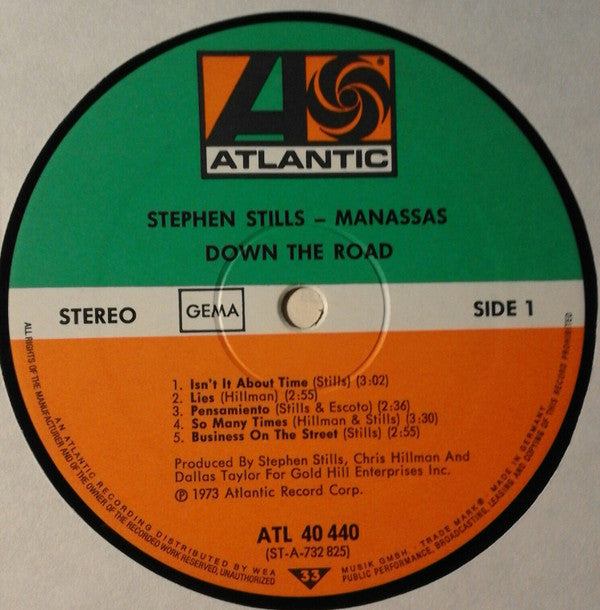 ATLANTIC
®
STEPHEN STILLS – MANASSAS
DOWN THE ROAD
STEREO
GEMA
SIDE 1
1. Isn't It About Time (Stills) (3:02)
2. Lies (Hillman) (2:55)
3. Pensamiento (Stills & Escoto) (2:36)
4. So Many Times (Hillman & Stills) (3:30)
5. Business On The Street (Stills) (2:55)
Produced By Stephen Stills, Chris Hillman And
Dallas Taylor For Gold Hill Enterprises Inc.
Ⓟ 1973 Atlantic Record Corp.
ATL 40 440
(ST-A-732 825)
33
AN ATLANTIC RECORDING DISTRIBUTED BY WEA MUSIK GMBH. TRADE MARK® MADE IN GERMANY
ALL RIGHTS OF THE MANUFACTURER AND OF THE OWNER OF THE RECORDED WORK RESERVED, UNAUTHORIZED PUBLIC PERFORMANCE, BROADCASTING, LEASING AND COPYING OF THIS RECORD PROHIBITED